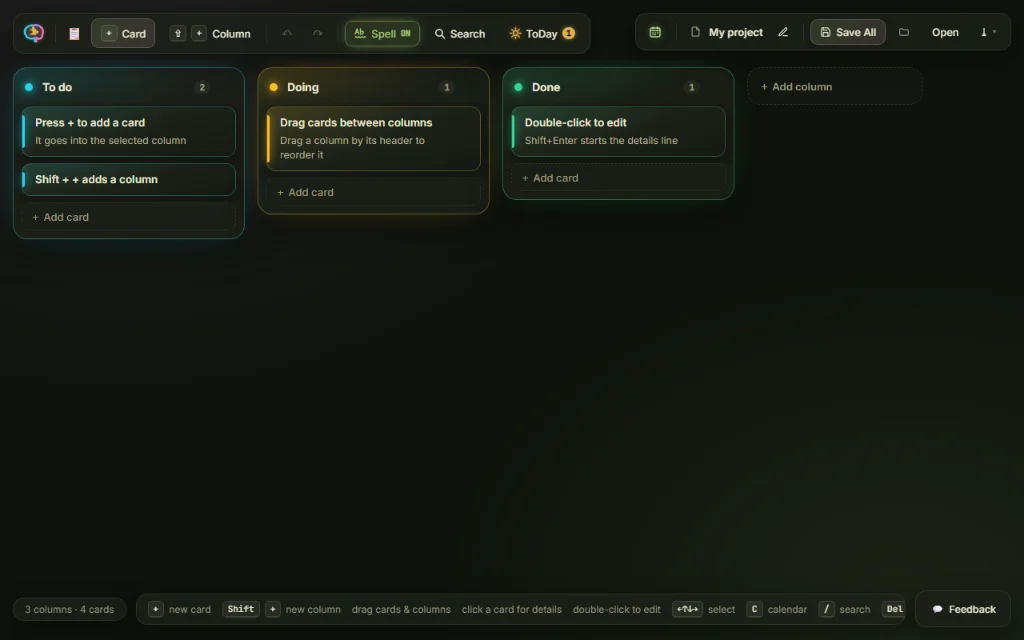 + Card
⇧ + Column
Ab Spell ON
Search
ToDay 1
My project
Save All
Open
To do 2
Press + to add a card
It goes into the selected column
Shift + + adds a column
+ Add card
Doing 1
Drag cards between columns
Drag a column by its header to
reorder it
+ Add card
Done 1
Double-click to edit
Shift+Enter starts the details line
+ Add card
+ Add column
3 columns · 4 cards
+ new card Shift + new column drag cards & columns click a card for details double-click to edit select C calendar / search Del
Feedback